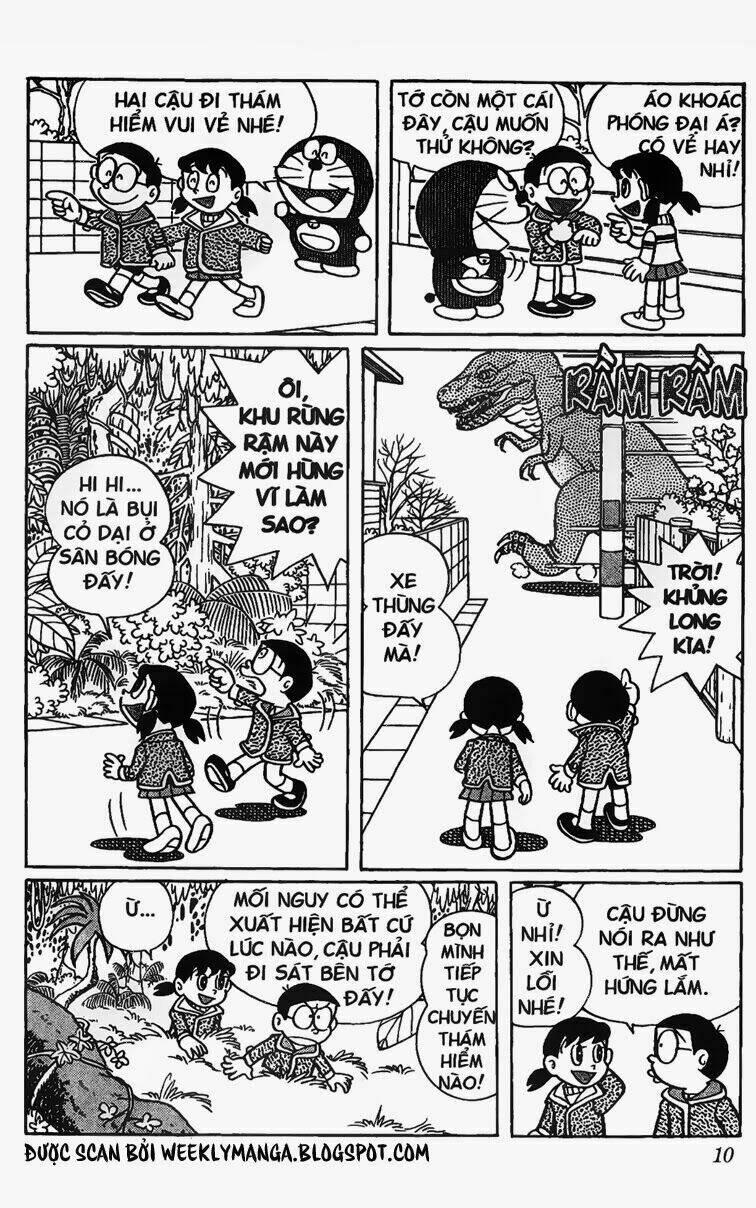 ÁO KHOÁC
PHÓNG ĐẠI Á?
CÓ VẺ HAY
NHỈ!
TỚ CÒN MỘT CÁI
ĐÂY, CẬU MUỐN
THỬ KHÔNG?
HAI CẬU ĐI THÁM
HIỂM VUI VẺ NHÉ!
RẦM RẦM
TRỜI!
KHỦNG
LONG
KÌA!
XE
THÙNG
ĐẤY
MÀ!
ÔI,
KHU RỪNG
RẬM NÀY
MỚI HÙNG
VĨ LÀM
SAO?
HI HI...
NÓ LÀ BỤI
CỎ DẠI Ở
SÂN BÓNG
ĐẤY!
CẬU ĐỪNG
NÓI RA NHƯ
THẾ, MẤT
HỨNG LẮM.
Ừ
NHỈ!
XIN
LỖI
NHÉ!
BỌN
MÌNH
TIẾP
TỤC
CHUYẾN
THÁM
HIỂM
NÀO!
MỐI NGUY CÓ THỂ
XUẤT HIỆN BẤT CỨ
LÚC NÀO, CẬU PHẢI
ĐI SÁT BÊN TỚ
ĐẤY!
Ừ...
ĐƯỢC SCAN BỞI WEEKLYMANGA.BLOGSPOT.COM
10